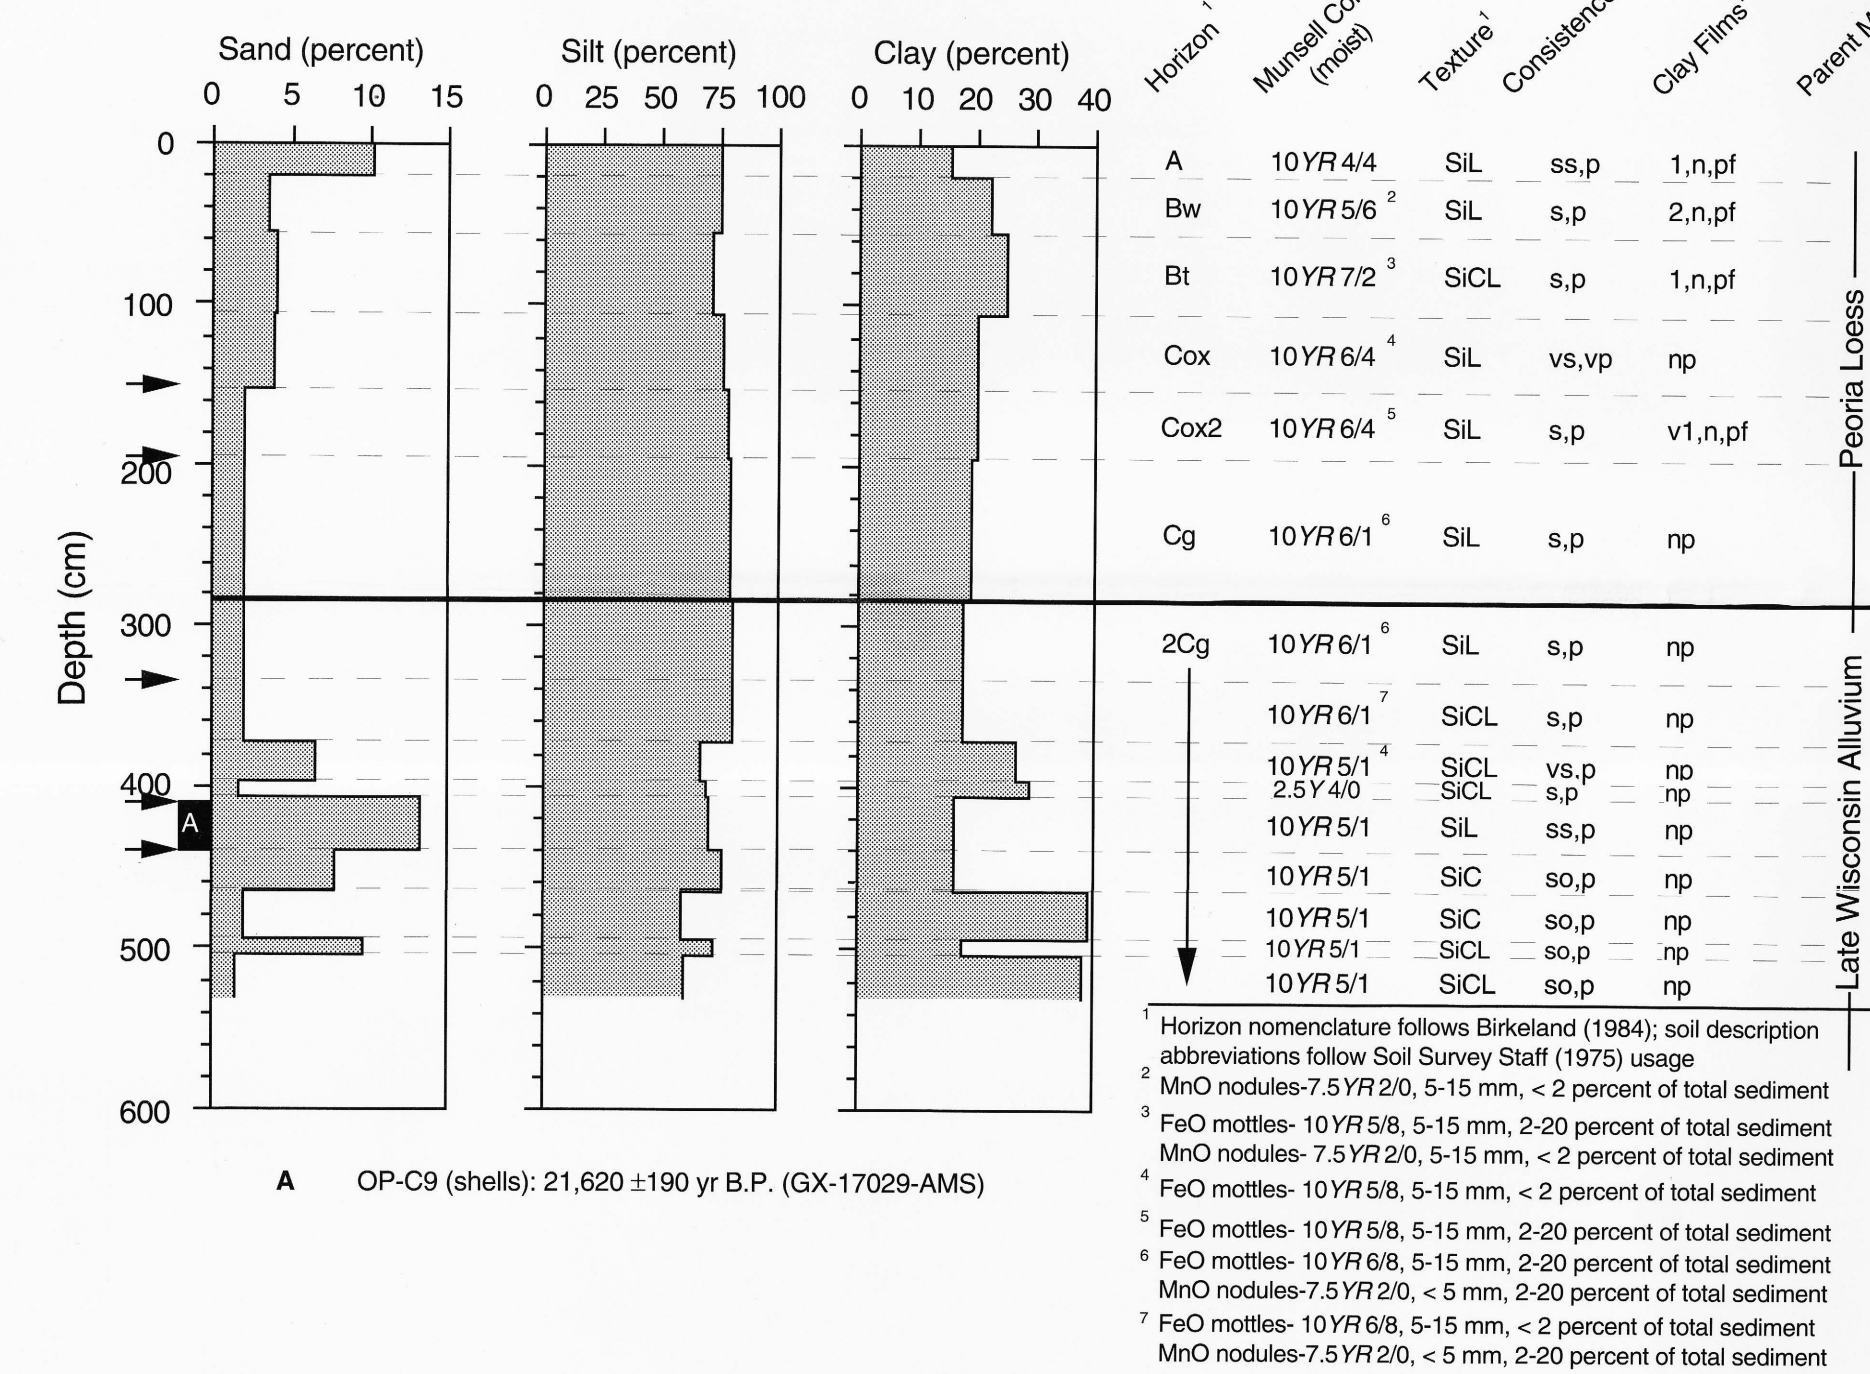 Sand (percent) Silt (percent) Clay (percent) Horizon 1 Munsell (moist) Texture 1 Clay Films Parent
0 5 10 15 0 25 50 75 100 0 10 20 30 40
0
A 10YR 4/4 SiL ss,p 1,n,pf
Bw 10YR 5/6 2 SiL s,p 2,n,pf
Bt 10YR 7/2 3 SiCL s,p 1,n,pf
100
Cox 10YR 6/4 4 SiL vs,vp np
Cox2 10YR 6/4 5 SiL s,p v1,n,pf
200
Cg 10YR 6/1 6 SiL s,p np
Peoria Loess
Depth (cm)
300
2Cg 10YR 6/1 6 SiL s,p np
10YR 6/1 7 SiCL s,p np
10YR 5/1 4 SiCL vs,p np
400
2.5Y 4/0 SiCL s,p np
A
10YR 5/1 SiL ss,p np
10YR 5/1 SiC so,p np
10YR 5/1 SiC so,p np
500
10YR 5/1 SiCL so,p np
10YR 5/1 SiCL so,p np
Late Wisconsin Alluvium
600
A OP-C9 (shells): 21,620 ±190 yr B.P. (GX-17029-AMS)
1 Horizon nomenclature follows Birkeland (1984); soil description
abbreviations follow Soil Survey Staff (1975) usage
2 MnO nodules-7.5YR 2/0, 5-15 mm, < 2 percent of total sediment
3 FeO mottles- 10YR 5/8, 5-15 mm, 2-20 percent of total sediment
MnO nodules- 7.5YR 2/0, 5-15 mm, < 2 percent of total sediment
4 FeO mottles- 10YR 5/8, 5-15 mm, < 2 percent of total sediment
5 FeO mottles- 10YR 5/8, 5-15 mm, 2-20 percent of total sediment
6 FeO mottles- 10YR 6/8, 5-15 mm, 2-20 percent of total sediment
MnO nodules-7.5YR 2/0, < 5 mm, 2-20 percent of total sediment
7 FeO mottles- 10YR 6/8, 5-15 mm, < 2 percent of total sediment
MnO nodules-7.5YR 2/0, < 5 mm, 2-20 percent of total sediment